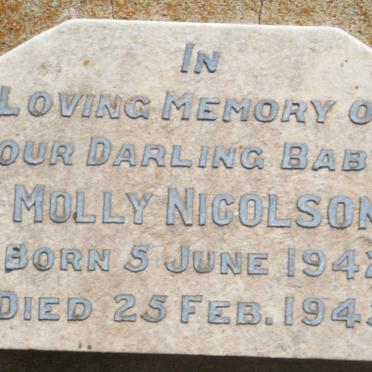 In
Loving Memory o
our Darling Bab
Molly Nicolson
Born 5 June 194
Died 25 Feb. 194